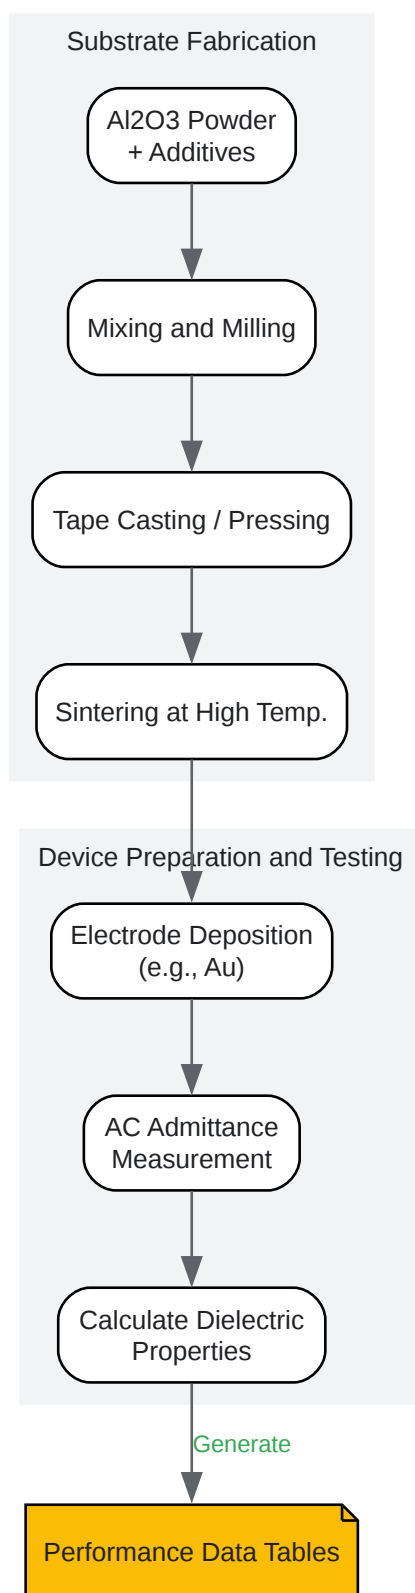 Substrate Fabrication
Al2O3 Powder
+ Additives
Mixing and Milling
Tape Casting / Pressing
Sintering at High Temp.
Device Preparation and Testing
Electrode Deposition
(e.g., Au)
AC Admittance
Measurement
Calculate Dielectric
Properties
Generate
Performance Data Tables